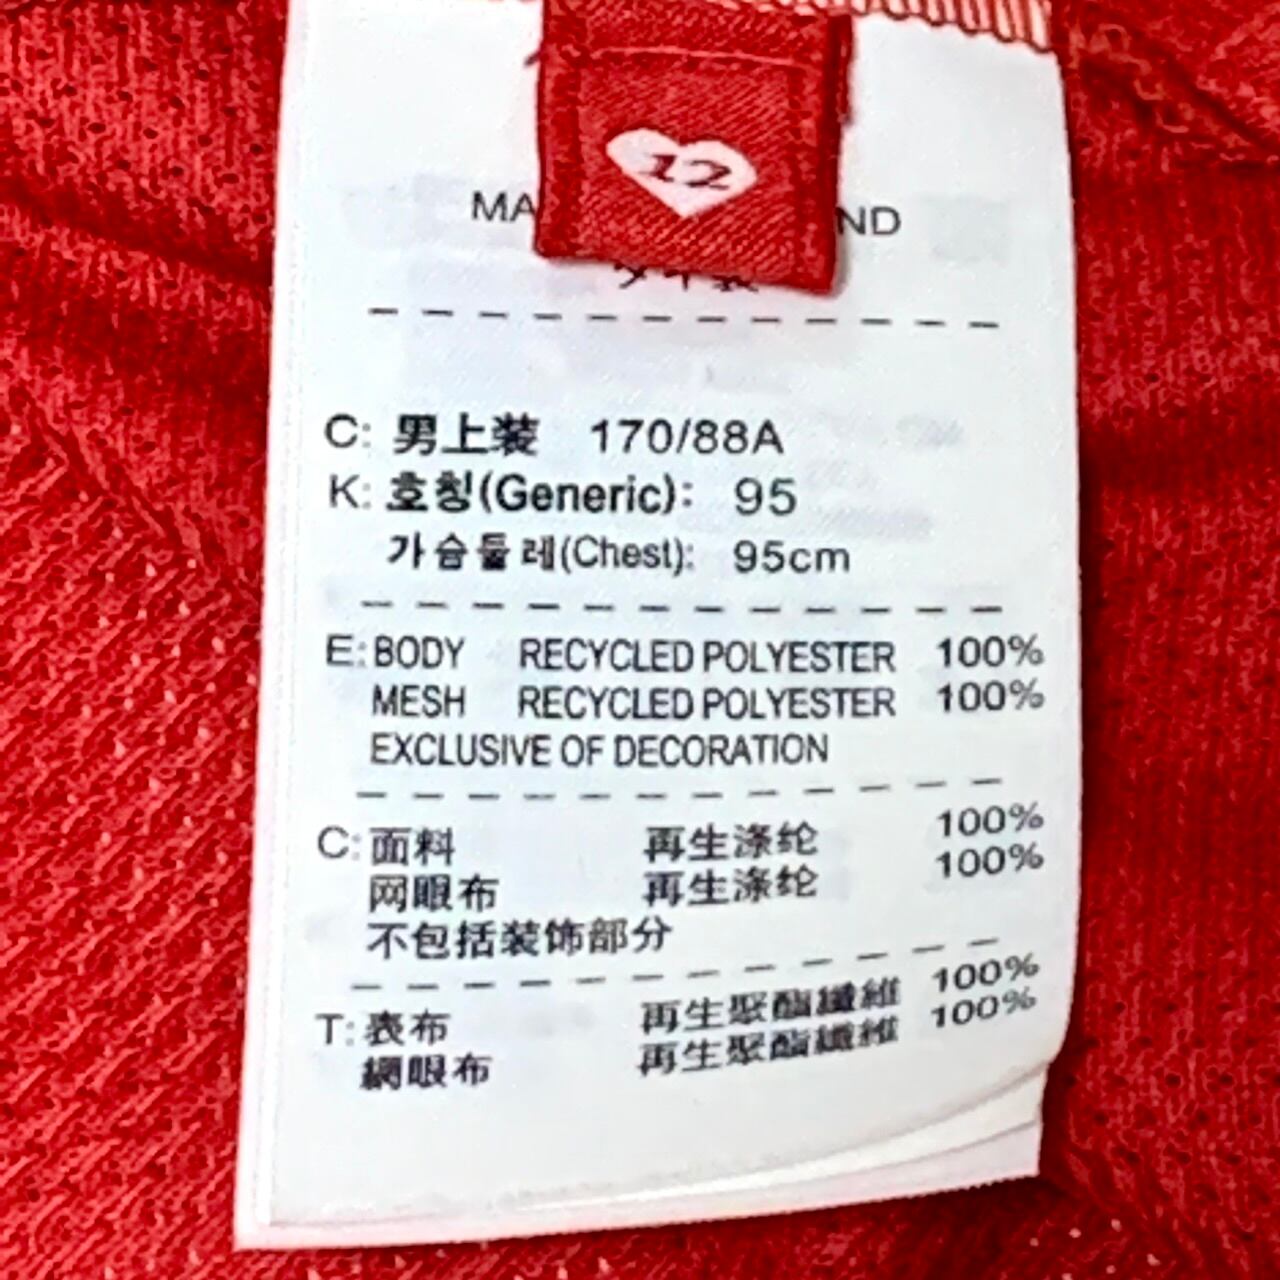 12
MA ND
C: 男上装 170/88A
K: 호칭(Generic): 95
가슴둘레(Chest): 95cm
E: BODY RECYCLED POLYESTER 100%
MESH RECYCLED POLYESTER 100%
EXCLUSIVE OF DECORATION
C: 面料 再生涤纶 100%
网眼布 再生涤纶 100%
不包括装饰部分
T: 表布 再生聚酯纖維 100%
網眼布 再生聚酯纖維 100%